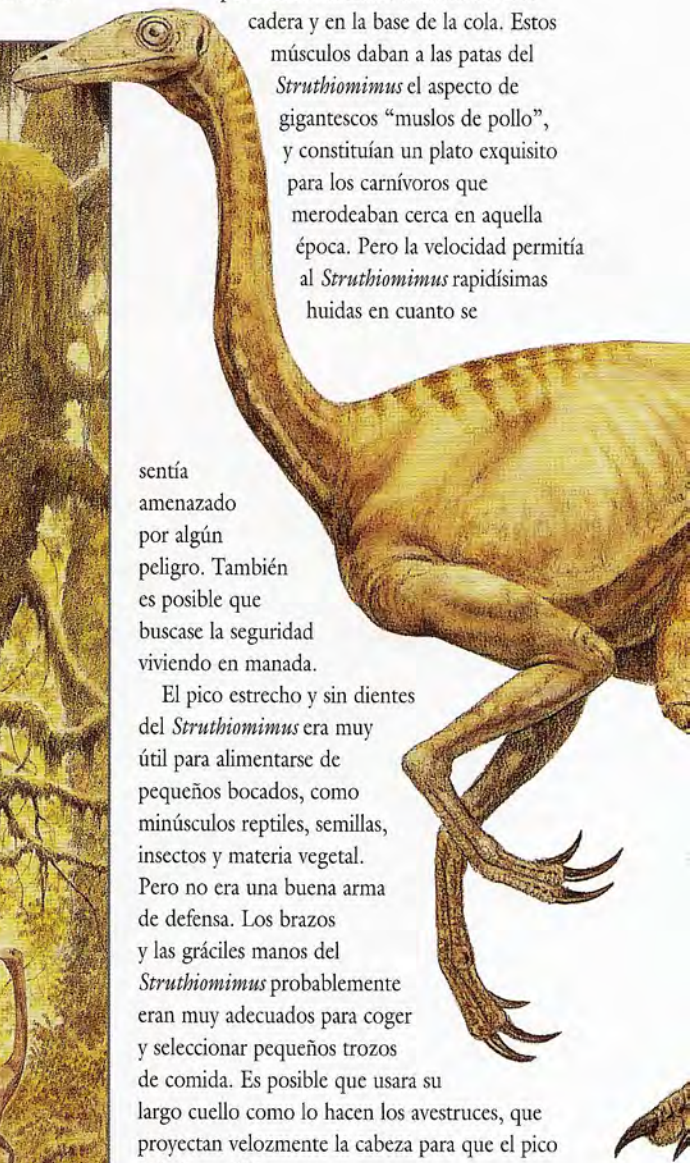 cadera y en la base de la cola. Estos
músculos daban a las patas del
Struthiomimus el aspecto de
gigantescos “muslos de pollo”,
y constituían un plato exquisito
para los carnívoros que
merodeaban cerca en aquella
época. Pero la velocidad permitía
al Struthiomimus rapidísimas
huidas en cuanto se
sentía
amenazado
por algún
peligro. También
es posible que
buscase la seguridad
viviendo en manada.
El pico estrecho y sin dientes
del Struthiomimus era muy
útil para alimentarse de
pequeños bocados, como
minúsculos reptiles, semillas,
insectos y materia vegetal.
Pero no era una buena arma
de defensa. Los brazos
y las gráciles manos del
Struthiomimus probablemente
eran muy adecuados para coger
y seleccionar pequeños trozos
de comida. Es posible que usara su
largo cuello como lo hacen los avestruces, que
proyectan velozmente la cabeza para que el pico